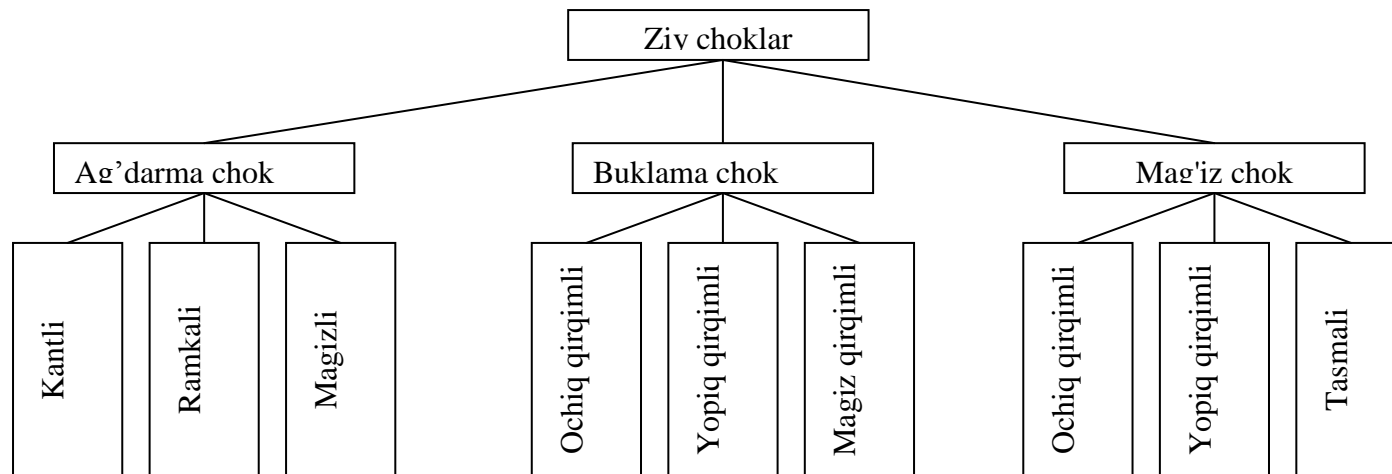 Ziy choklar
Ag’darma chok
Buklama chok
Mag'iz chok
Kantli
Ramkali
Magizli
Ochiq qirqimli
Yopiq qirqimli
Magiz qirqimli
Ochiq qirqimli
Yopiq qirqimli
Tasmali